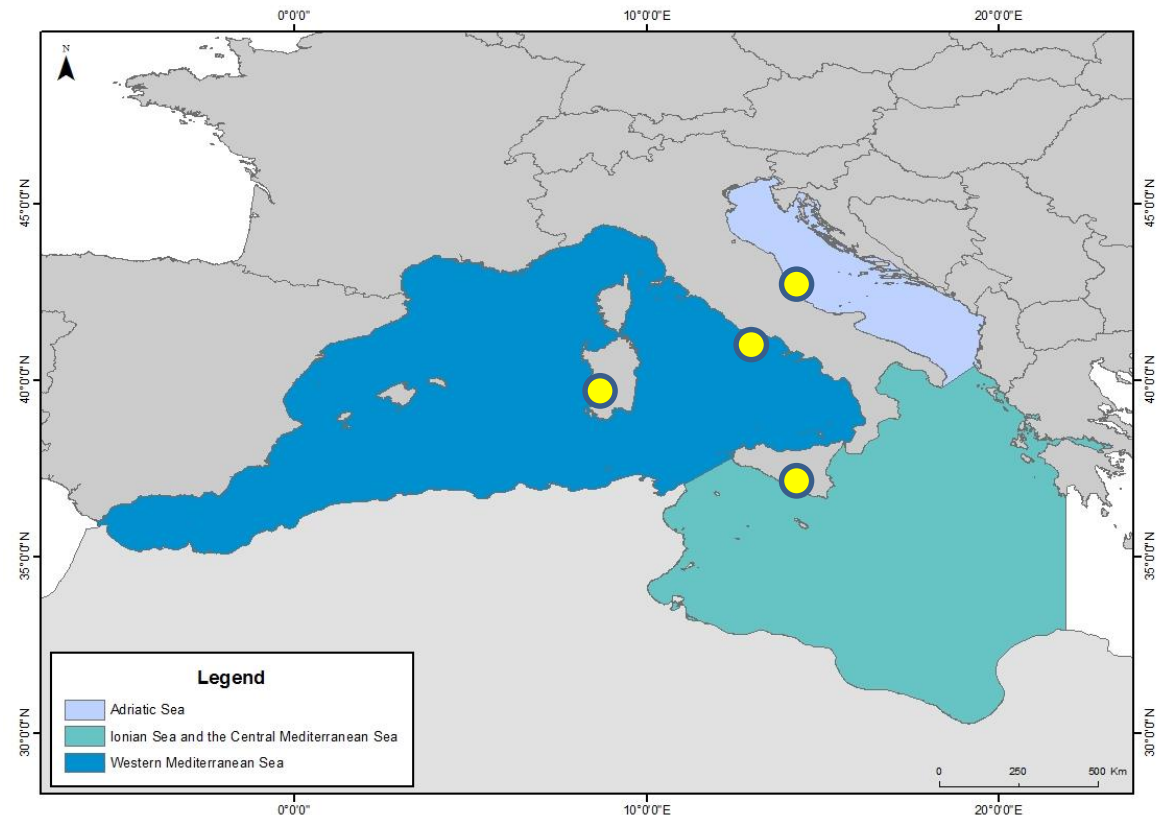 0°0'0" 10°0'0"E 20°0'0"E
N
45°0'0"N 45°0'0"N
40°0'0"N 40°0'0"N
35°0'0"N 35°0'0"N
30°0'0"N 30°0'0"N
Legend
Adriatic Sea
Ionian Sea and the Central Mediterranean Sea
Western Mediterranean Sea
0 250 500 Km
0°0'0" 10°0'0"E 20°0'0"E